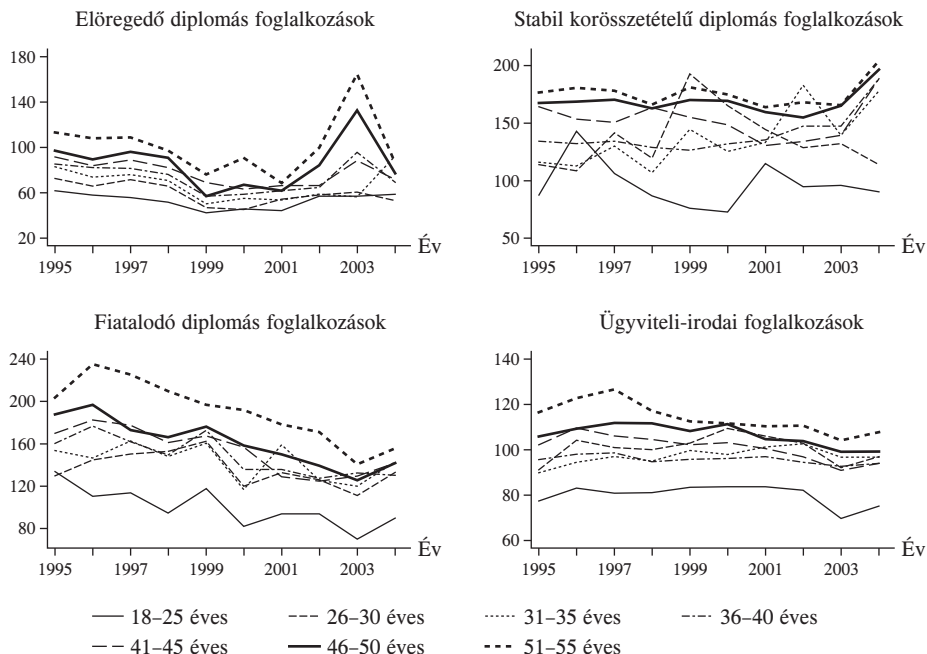 Elöregedő diplomás foglalkozások
180
140
100
60
20
1995 1997 1999 2001 2003
Év
Stabil korösszetételű diplomás foglalkozások
200
150
100
50
1995 1997 1999 2001 2003
Év
Fiatalodó diplomás foglalkozások
240
200
160
120
80
1995 1997 1999 2001 2003
Év
Ügyviteli-irodai foglalkozások
140
120
100
80
60
1995 1997 1999 2001 2003
Év
18–25 éves 26–30 éves 31–35 éves 36–40 éves
41–45 éves 46–50 éves 51–55 éves